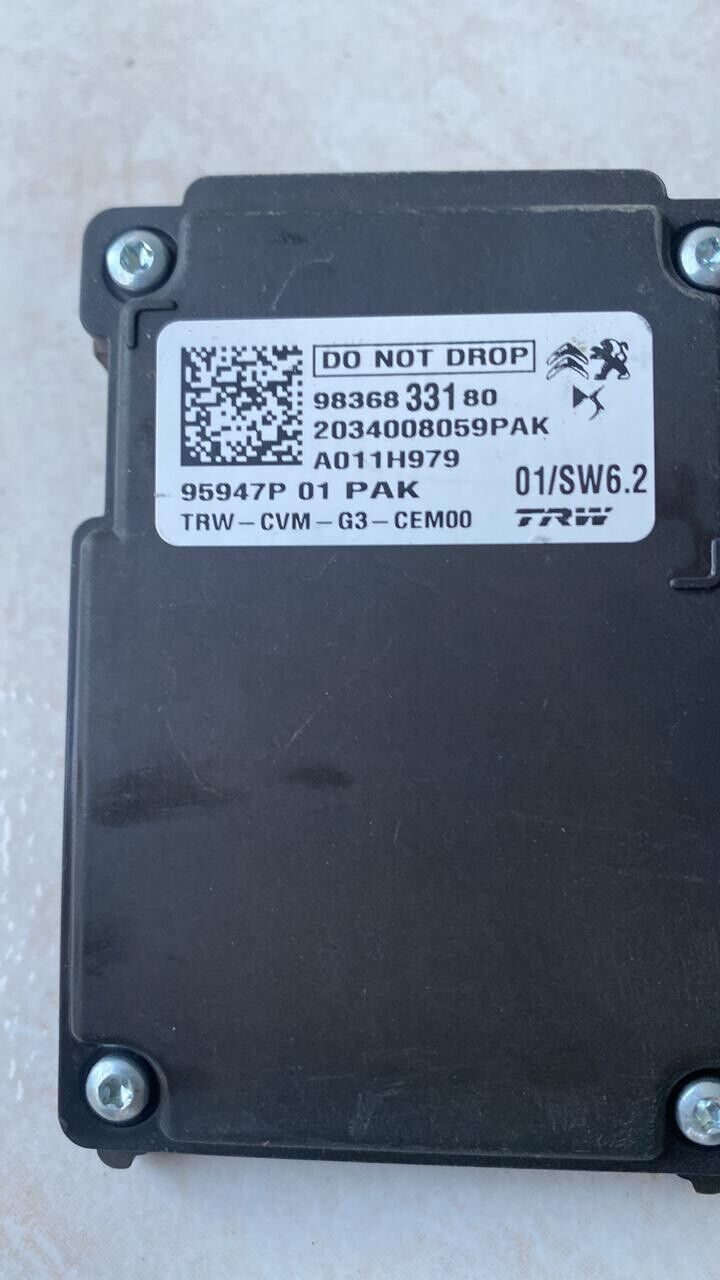 DO NOT DROP
98368 331 80
2034008059PAK
A011H979
95947P 01 PAK
01/SW6.2
TRW-CVM-G3-CEM00
TRW